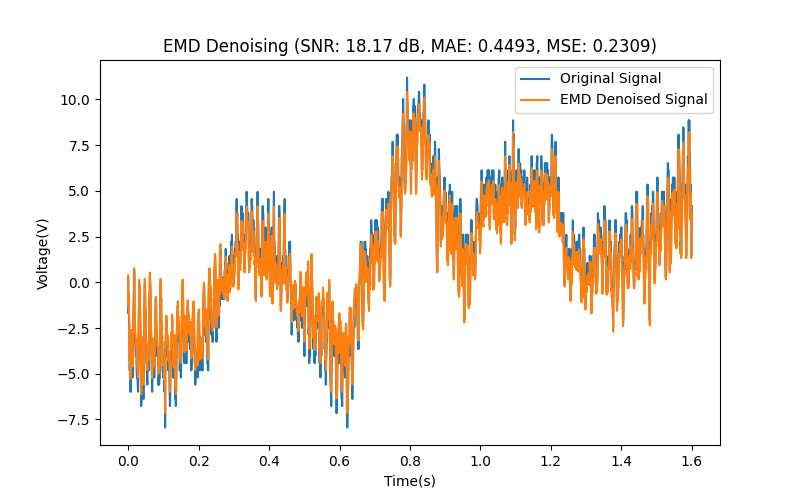 EMD Denoising (SNR: 18.17 dB, MAE: 0.4493, MSE: 0.2309)
Original Signal
EMD Denoised Signal
10.0
7.5
5.0
2.5
0.0
−2.5
−5.0
−7.5
Voltage(V)
0.0 0.2 0.4 0.6 0.8 1.0 1.2 1.4 1.6
Time(s)